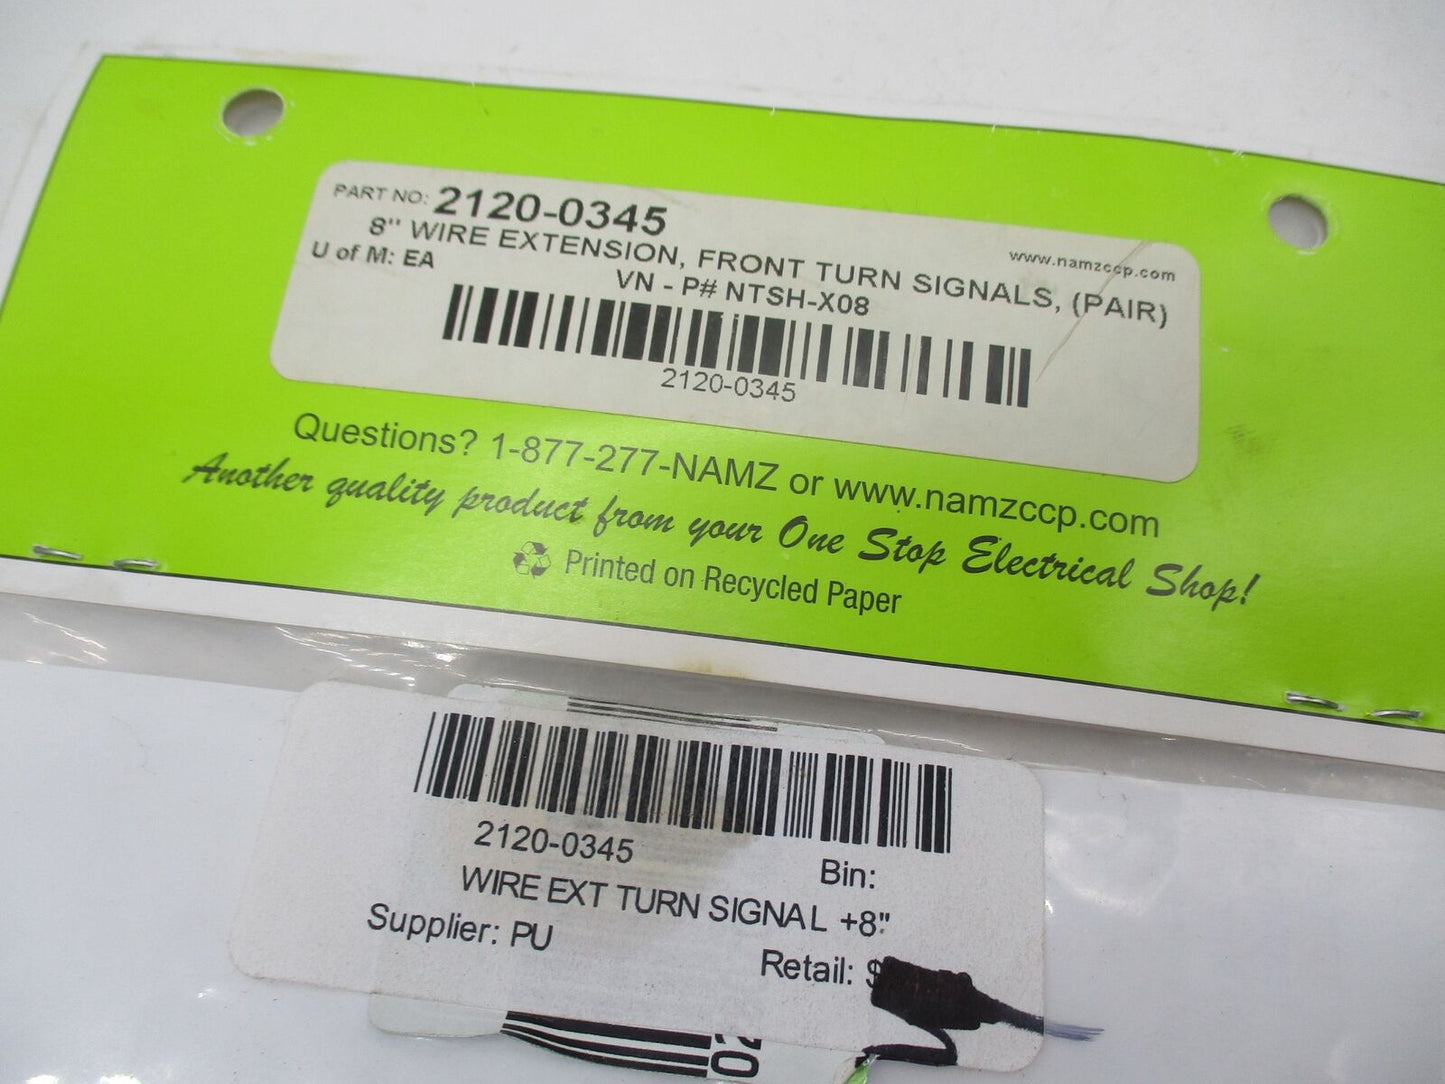 PART NO: 2120-0345
www.namzccp.com
8" WIRE EXTENSION, FRONT TURN SIGNALS, (PAIR)
U of M: EA
VN - P# NTSH-X08
2120-0345
Questions? 1-877-277-NAMZ or www.namzccp.com
Another quality product from your One Stop Electrical Shop!
Printed on Recycled Paper
2120-0345
Bin:
WIRE EXT TURN SIGNAL +8"
Supplier: PU
Retail: $
02